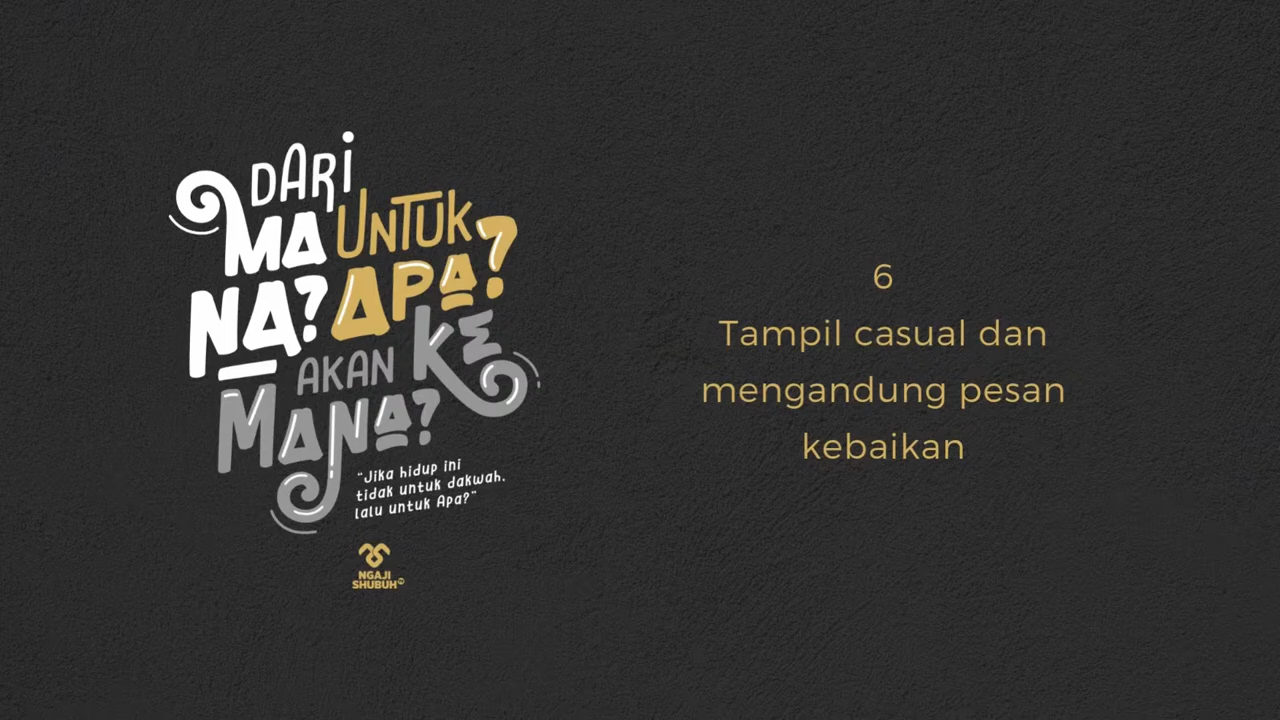 DARI
MA UNTUK
NA? APA?
AKAN KE
MANA?
"Jika hidup ini
tidak untuk dakwah.
lalu untuk Apa?"
NGAJI
SHUBUH
6
Tampil casual dan
mengandung pesan
kebaikan